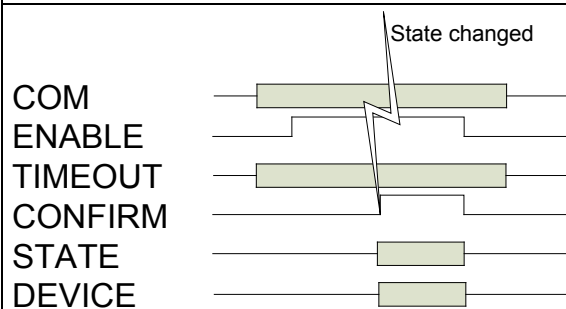 State changed
COM
ENABLE
TIMEOUT
CONFIRM
STATE
DEVICE